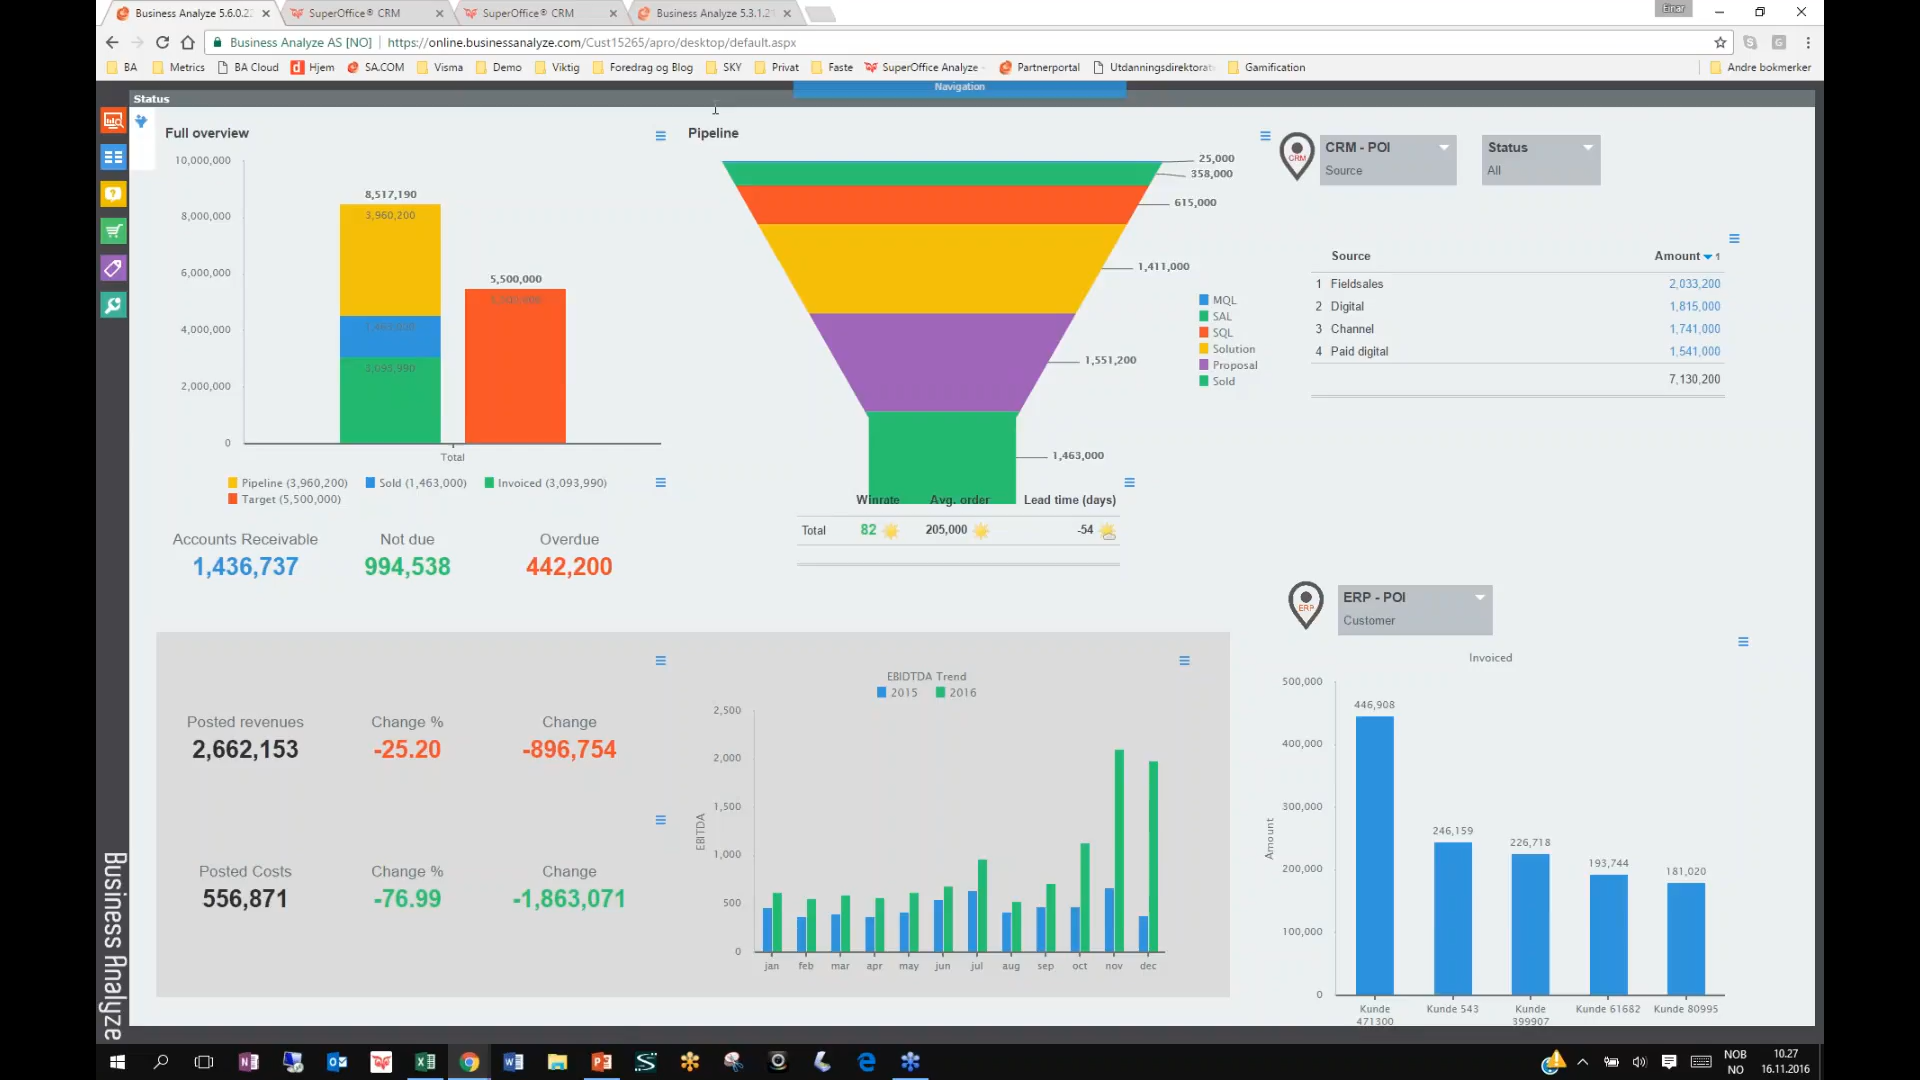 Business Analyze 5.6.0.22
SuperOffice® CRM
SuperOffice® CRM
Business Analyze 5.3.1.21
Einar
Business Analyze AS [NO]
https://online.businessanalyze.com/Cust15265/apro/desktop/default.aspx
BA
Metrics
BA Cloud
Hjem
SA.COM
Visma
Demo
Viktig
Foredrag og Blog
SKY
Privat
Faste
SuperOffice Analyze
Partnerportal
Utdanningsdirektorat
Gamification
Andre bokmerker
Status
Navigation
Full overview
10,000,000
8,000,000
6,000,000
4,000,000
2,000,000
0
8,517,190
3,960,200
3,093,990
5,500,000
Total
Pipeline (3,960,200)
Sold (1,463,000)
Invoiced (3,093,990)
Target (5,500,000)
Pipeline
25,000
358,000
615,000
1,411,000
1,551,200
1,463,000
MQL
SAL
SQL
Solution
Proposal
Sold
Winrate
Avg. order
Lead time (days)
Total
82
205,000
-54
CRM
CRM - POI
Source
Status
All
Source
Amount
1
1 Fieldsales 2,033,200
2 Digital 1,815,000
3 Channel 1,741,000
4 Paid digital 1,541,000
7,130,200
Accounts Receivable
1,436,737
Not due
994,538
Overdue
442,200
Posted revenues
2,662,153
Change %
-25.20
Change
-896,754
Posted Costs
556,871
Change %
-76.99
Change
-1,863,071
EBIDTDA Trend
2015
2016
EBITDA
2,500
2,000
1,500
1,000
500
0
jan
feb
mar
apr
may
jun
jul
aug
sep
oct
nov
dec
ERP
ERP - POI
Customer
Invoiced
Amount
500,000
400,000
300,000
200,000
100,000
0
446,908
246,159
226,718
193,744
181,020
Kunde
471300
Kunde 543
Kunde
399907
Kunde 61682
Kunde 80995
Business Analyze
NOB
NO
10.27
16.11.2016